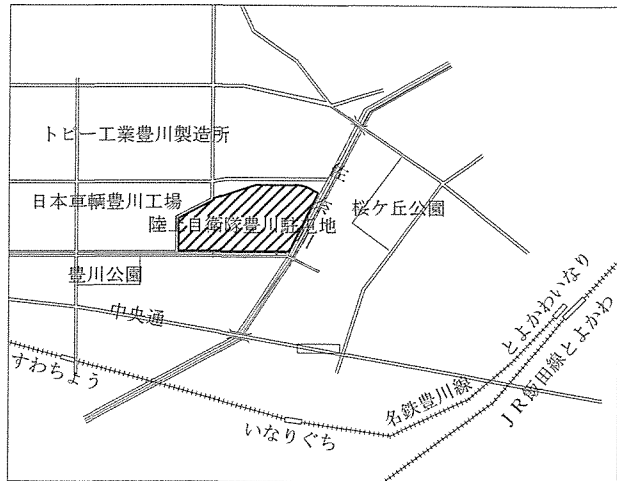 トピー工業豊川製造所
日本車輌豊川工場
陸上自衛隊豊川駐屯地
桜ケ丘公園
豊川公園
中央通
とよかわいなり
すわちょう
名鉄豊川線
JR飯田線とよかわ
いなりぐち